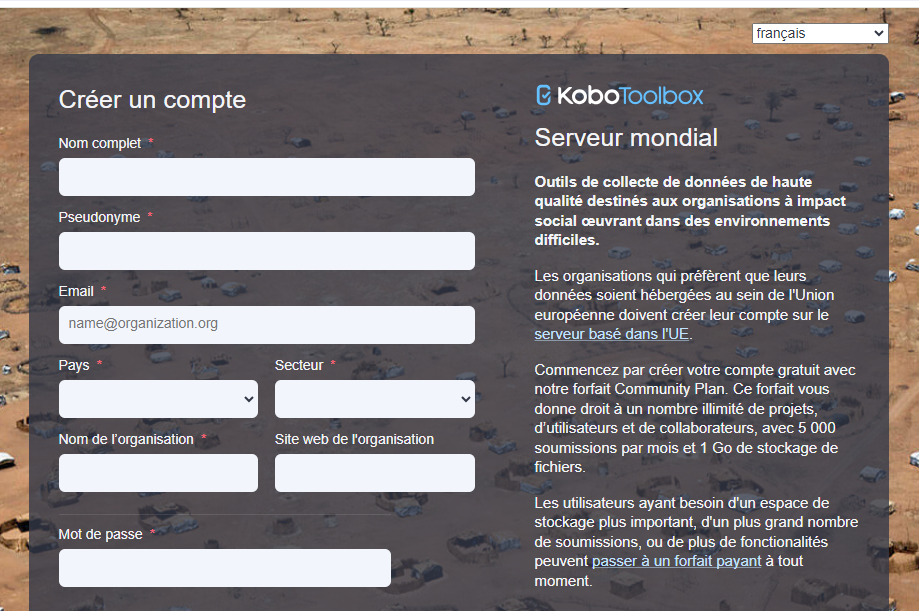 français
Créer un compte
Nom complet *
Pseudonyme *
Email *
name@organization.org
Pays *
Secteur *
Nom de l'organisation *
Site web de l'organisation
Mot de passe *
KoboToolbox
Serveur mondial
Outils de collecte de données de haute
qualité destinés aux organisations à impact
social œuvrant dans des environnements
difficiles.
Les organisations qui préfèrent que leurs
données soient hébergées au sein de l'Union
européenne doivent créer leur compte sur le
serveur basé dans l'UE.
Commencez par créer votre compte gratuit avec
notre forfait Community Plan. Ce forfait vous
donne droit à un nombre illimité de projets,
d'utilisateurs et de collaborateurs, avec 5 000
soumissions par mois et 1 Go de stockage de
fichiers.
Les utilisateurs ayant besoin d'un espace de
stockage plus important, d'un plus grand nombre
de soumissions, ou de plus de fonctionalités
peuvent passer à un forfait payant à tout
moment.